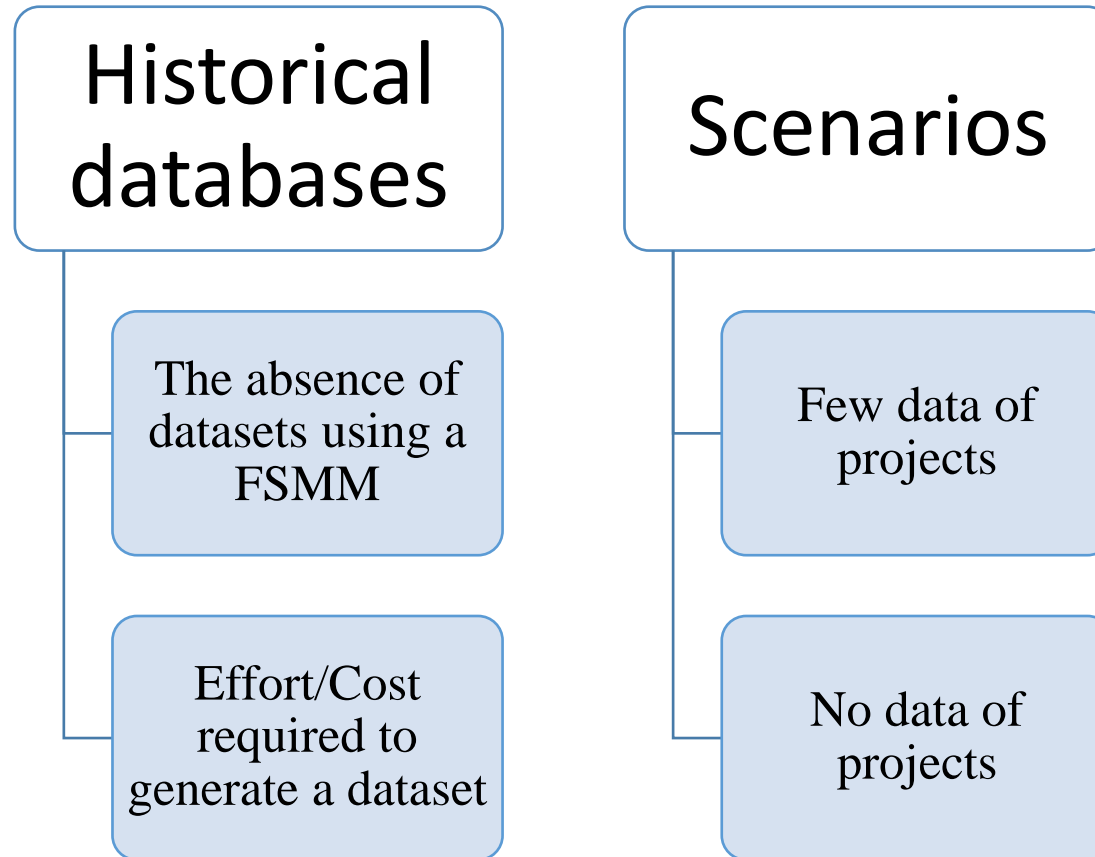 Historical
databases
The absence of
datasets using a
FSMM
Effort/Cost
required to
generate a dataset
Scenarios
Few data of
projects
No data of
projects